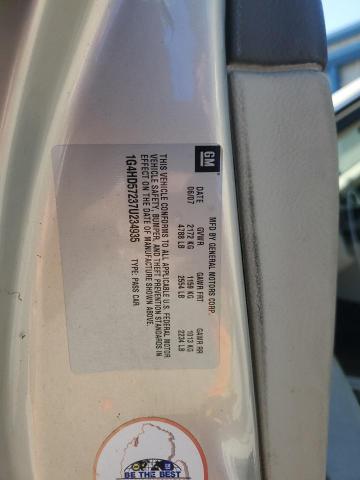 GM
MFD BY GENERAL MOTORS CORP.
DATE GVWR GAWR FRT GAWR RR
06/07 2172 KG 1159 KG 1013 KG
4788 LB 2554 LB 2234 LB
THIS VEHICLE CONFORMS TO ALL APPLICABLE U.S. FEDERAL MOTOR
VEHICLE SAFETY, BUMPER, AND THEFT PREVENTION STANDARDS IN
EFFECT ON THE DATE OF MANUFACTURE SHOWN ABOVE.
1G4HD57237U234935 TYPE: PASS CAR
BE THE BEST